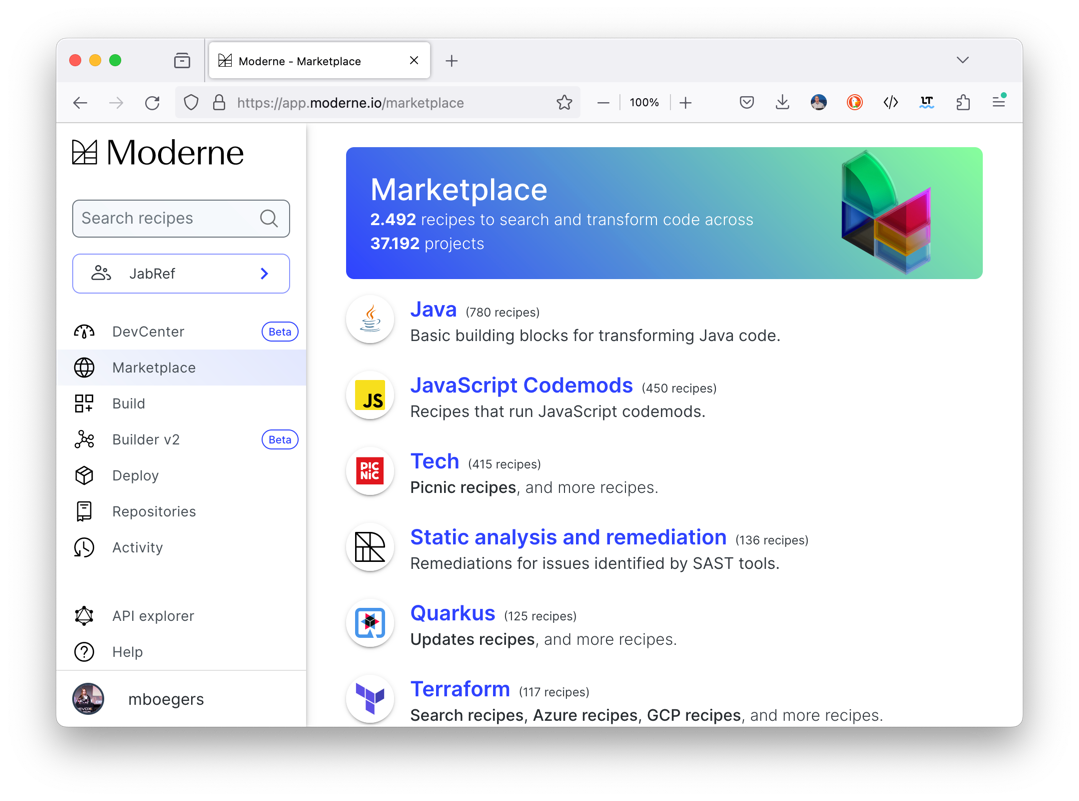 Moderne - Marketplace
https://app.moderne.io/marketplace
100%
LT
Moderne
Search recipes
JabRef
DevCenter
Beta
Marketplace
Build
Builder v2
Beta
Deploy
Repositories
Activity
API explorer
Help
mboegers
Marketplace
2.492 recipes to search and transform code across
37.192 projects
Java (780 recipes)
Basic building blocks for transforming Java code.
JS
JavaScript Codemods (450 recipes)
Recipes that run JavaScript codemods.
PIC
NIC
Tech (415 recipes)
Picnic recipes, and more recipes.
Static analysis and remediation (136 recipes)
Remediations for issues identified by SAST tools.
Quarkus (125 recipes)
Updates recipes, and more recipes.
Terraform (117 recipes)
Search recipes, Azure recipes, GCP recipes, and more recipes.